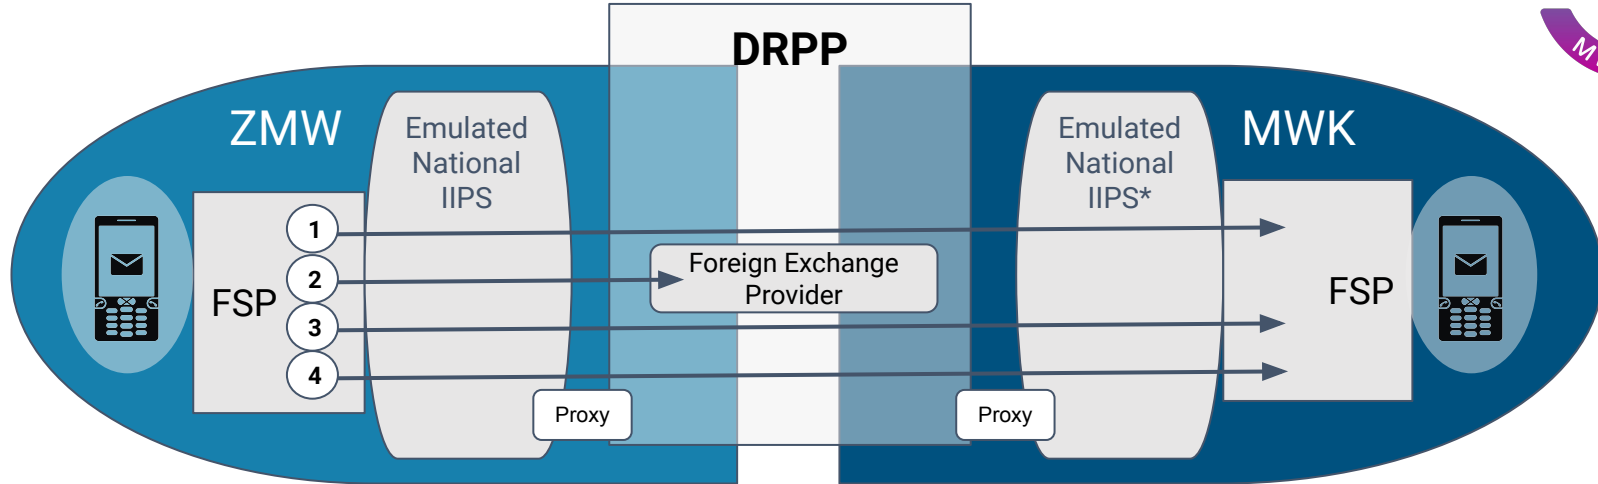 DRPP
ZMW
Emulated
National
IIPS
Emulated
National
IIPS*
MWK
FSP
1
2
3
4
Foreign Exchange
Provider
FSP
Proxy
Proxy